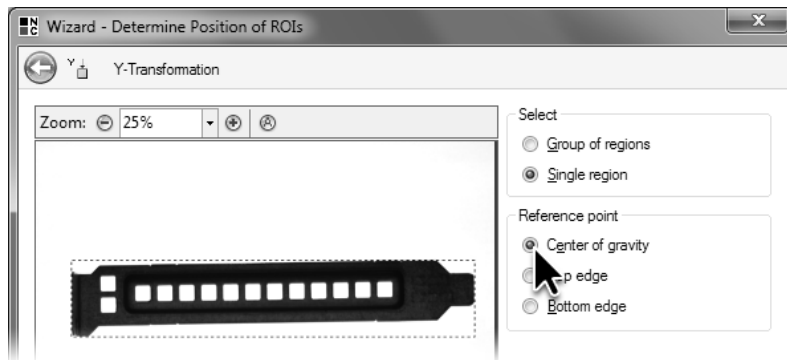 Wizard - Determine Position of ROIs
Y
Y-Transformation
Zoom: 25%
Select
Group of regions
Single region
Reference point
Center of gravity
p edge
Bottom edge